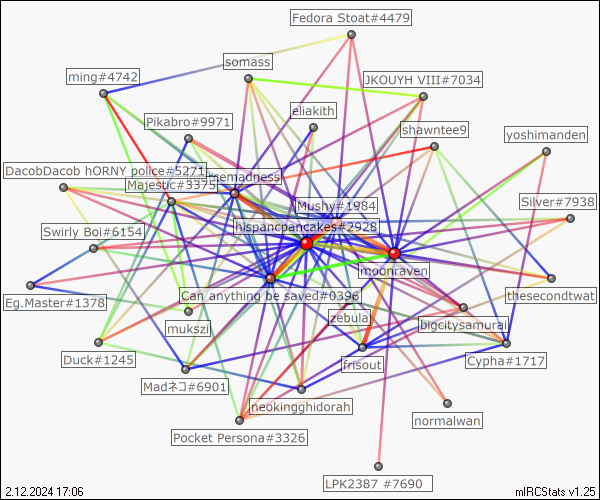 Fedora Stoat#4479
somass
ming#4742
JKOUYH VIII#7034
eliakith
Pikabro#9971
shawntee9
yoshimanden
DacobDacob hORNY police#5271
memadness
Majestic#3375
Mushy#1984
Silver#7938
hispancpancakes#2928
Swirly Boi#6154
moonraven
Can anything be saved#0396
thesecondtwat
Eg.Master#1378
zebula
mukszil
bigcitysamurai
Duck#1245
frisout
Cypha#1717
Madネコ#6901
neokingghidorah
normalwan
Pocket Persona#3326
LPK2387 #7690
2.12.2024 17:06
mIRCStats v1.25